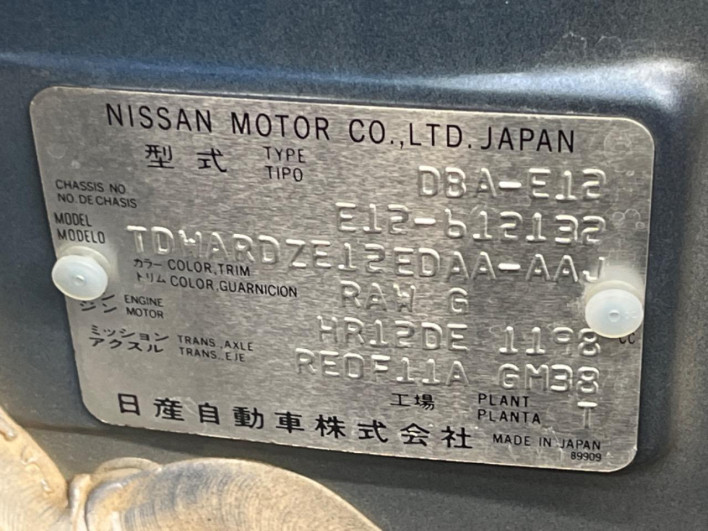 NISSAN MOTOR CO.,LTD. JAPAN
型式 TYPE TIPO DBA-E12
CHASSIS NO
NO. DE CHASIS E12-612132
MODEL
MODELO TDWARDZE12EDAA-AAJ
カラー COLOR,TRIM
トリム COLOR,GUARNICION RAW G
ン ENGINE
ジン MOTOR HR12DE 1198 CC
ミッション TRANS,AXLE
アクスル TRANS,EJE RE0F11A GM38
工場 PLANT
PLANTA T
日産自動車株式会社 MADE IN JAPAN
89909